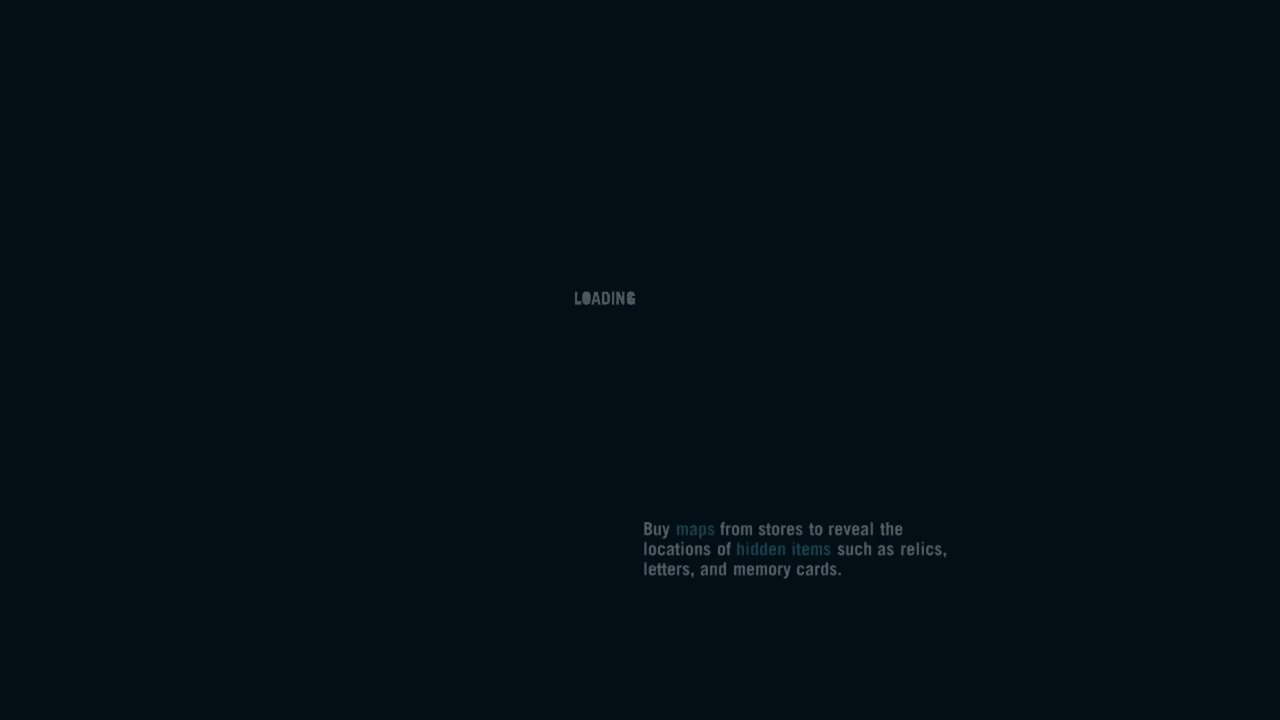 LOADING
Buy maps from stores to reveal the
locations of hidden items such as relics,
letters, and memory cards.